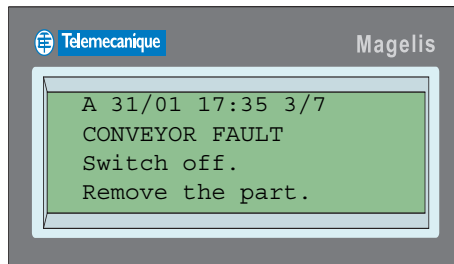 Telemecanique
Magelis
A 31/01 17:35 3/7
CONVEYOR FAULT
Switch off.
Remove the part.